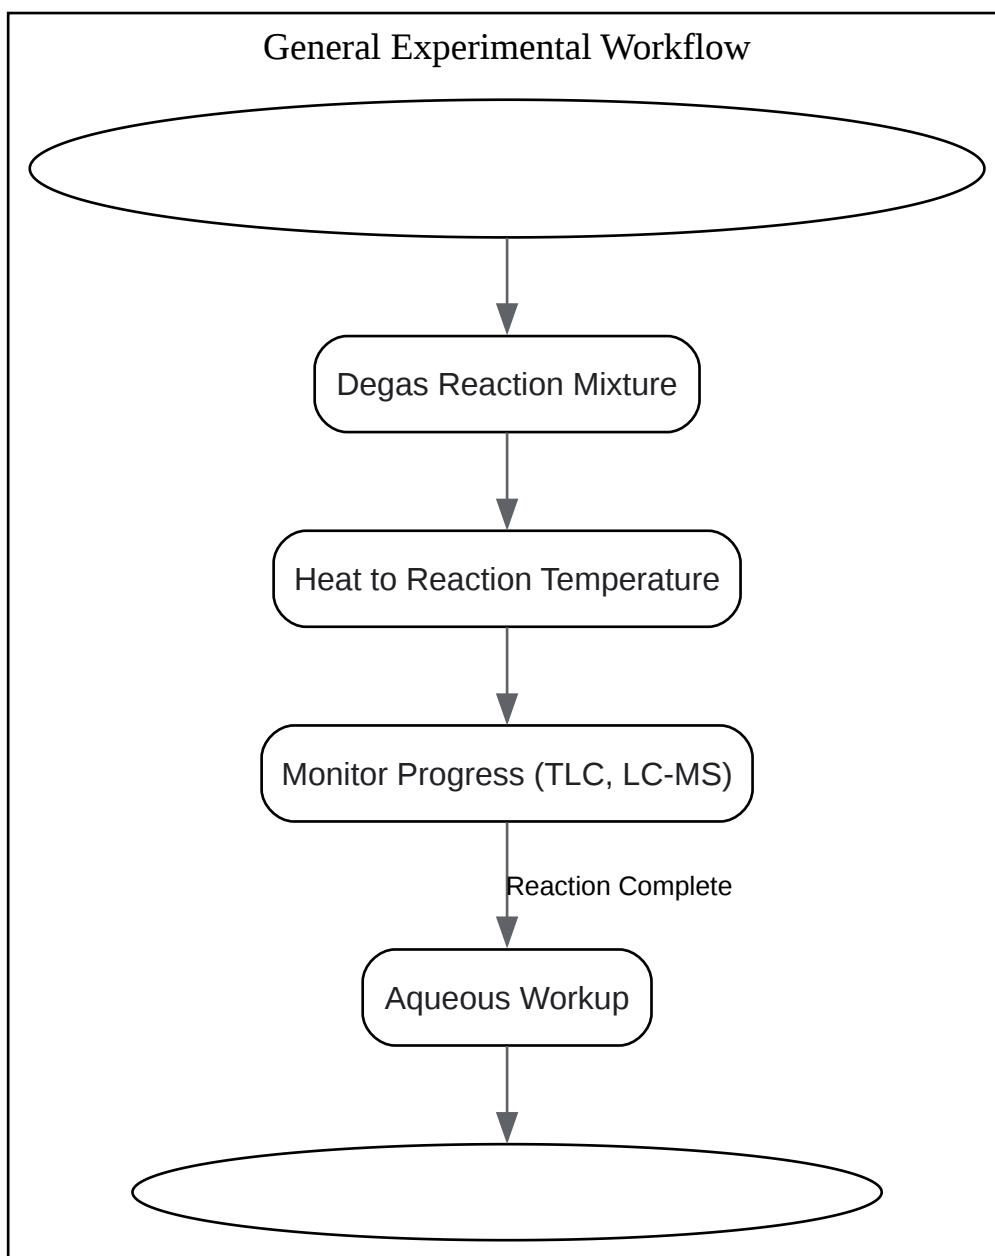 General Experimental Workflow
Degas Reaction Mixture
Heat to Reaction Temperature
Monitor Progress (TLC, LC-MS)
Reaction Complete
Aqueous Workup